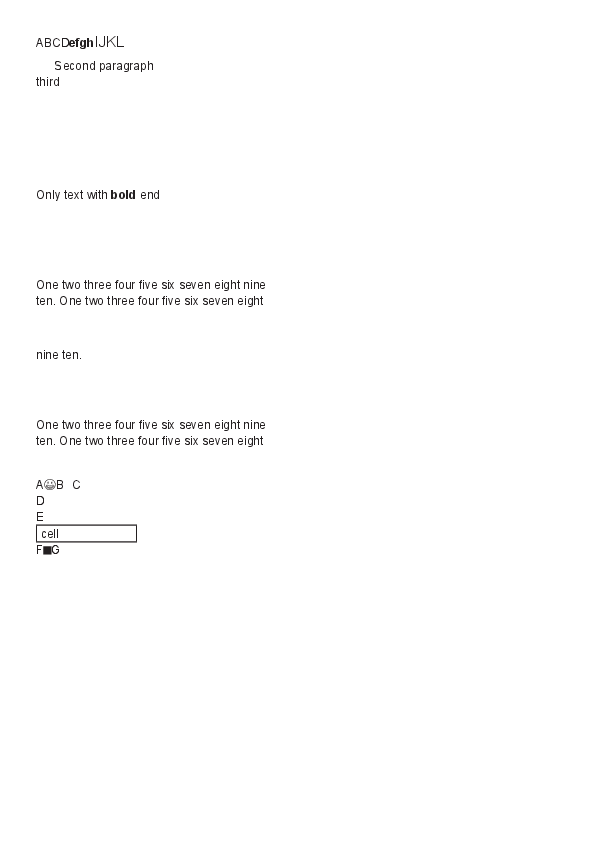 ABCDefghIJKL
Second paragraph
third
Only text with bold end
One two three four five six seven eight nine
ten. One two three four five six seven eight
nine ten.
One two three four five six seven eight nine
ten. One two three four five six seven eight
A😀B C
D
E
cell
F■G